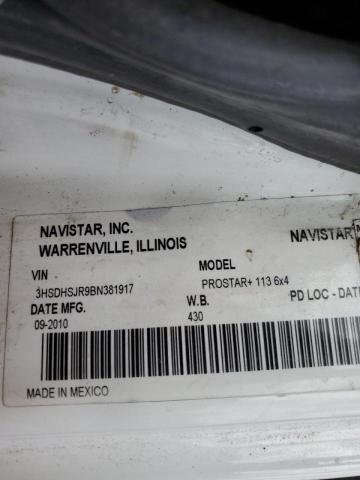 NAVISTAR, INC.
WARRENVILLE, ILLINOIS
NAVISTAR
VIN
MODEL
3HSDHSJR9BN381917
PROSTAR+ 113 6x4
DATE MFG.
W.B.
PD LOC - DATE
09-2010
430
MADE IN MEXICO